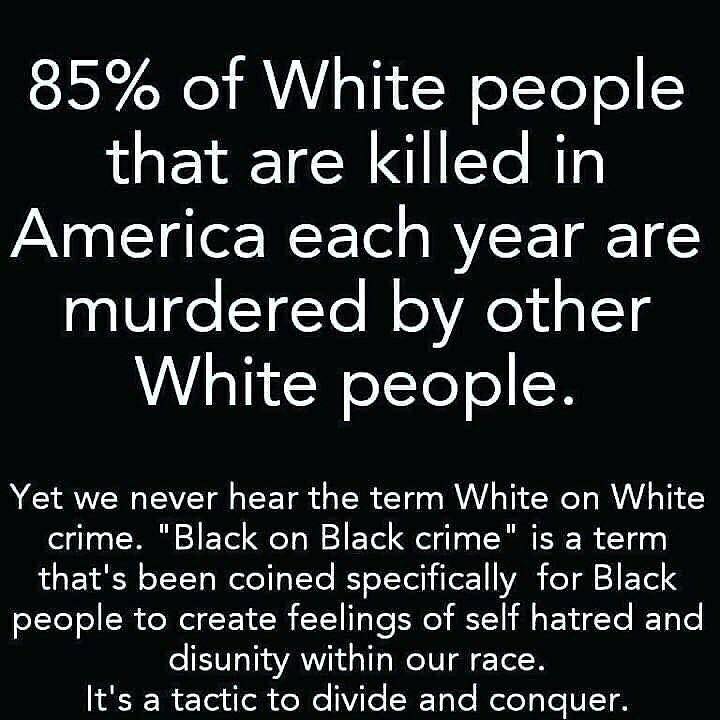 85% of White people
that are killed in
America each year are
murdered by other
White people.
Yet we never hear the term White on White
crime. "Black on Black crime" is a term
that's been coined specifically for Black
people to create feelings of self hatred and
disunity within our race.
It's a tactic to divide and conquer.